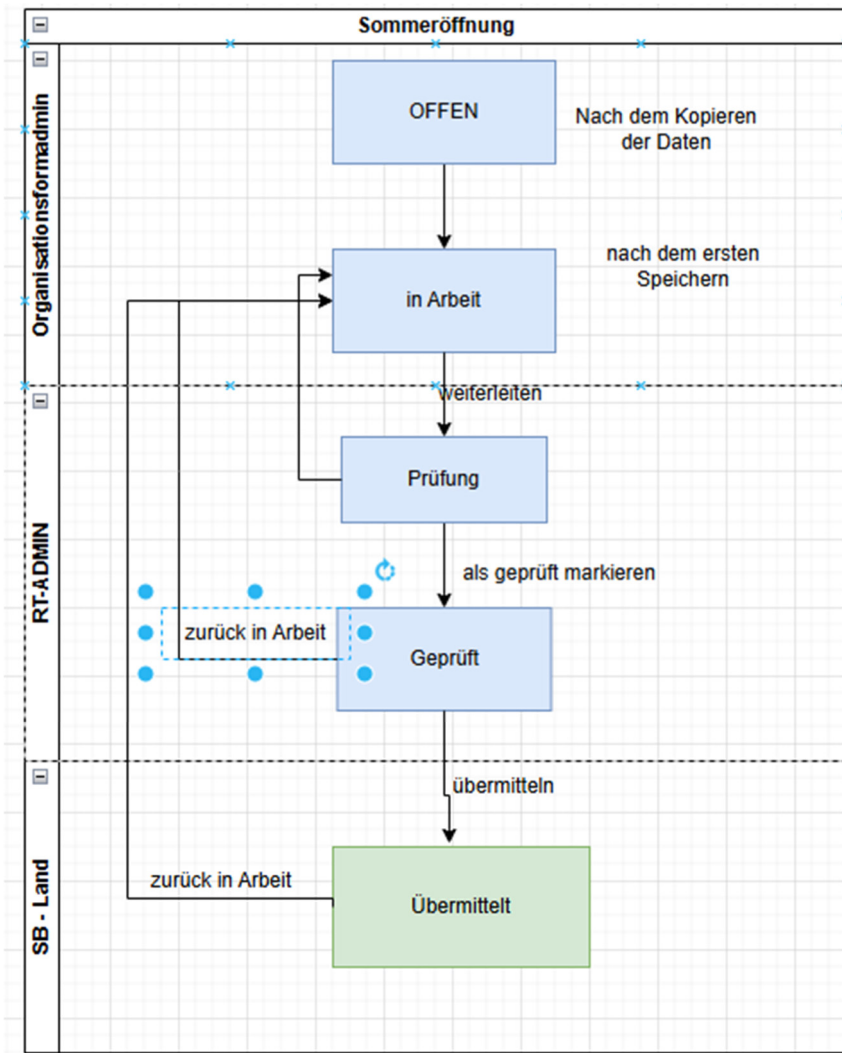 Sommeröffnung
Organisationsformadmin
OFFEN
Nach dem Kopieren
der Daten
nach dem ersten
Speichern
in Arbeit
weiterleiten
RT-ADMIN
Prüfung
als geprüft markieren
zurück in Arbeit
Geprüft
SB - Land
übermitteln
zurück in Arbeit
Übermittelt